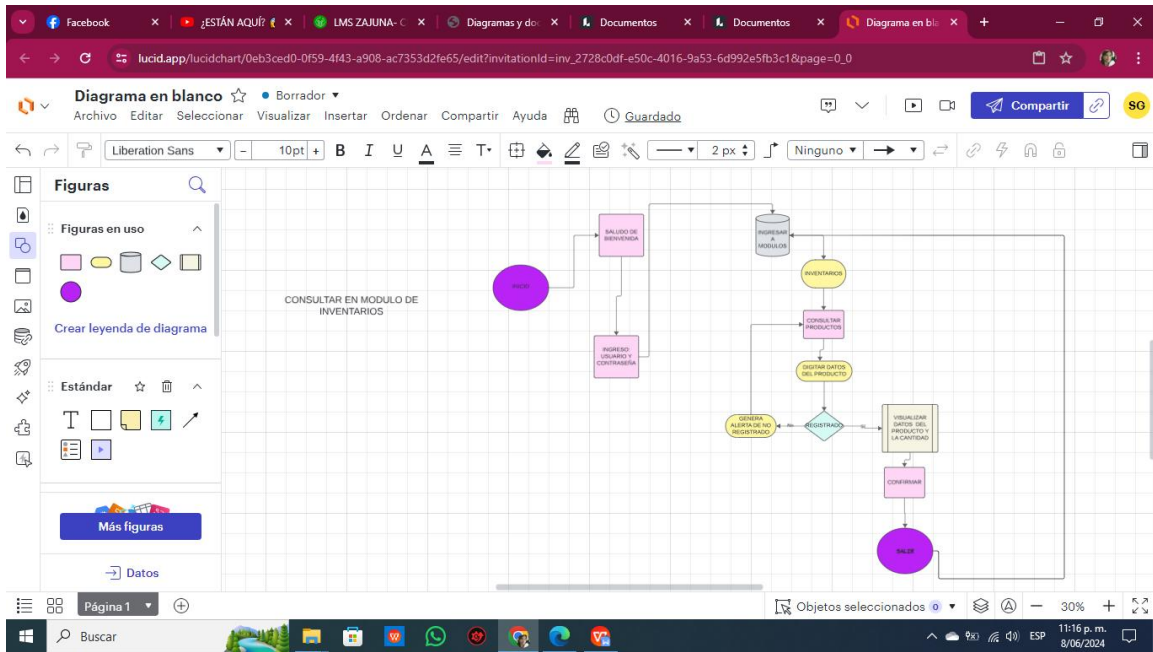 Facebook
¿ESTÁN AQUÍ?
LMS ZAJUNA- C
Diagramas y doc
Documentos
Documentos
Diagrama en bla
lucid.app/lucidchart/0eb3ced0-0f59-4f43-a908-ac7353d2fe65/edit?invitationId=inv_2728c0df-e50c-4016-9a53-6d992e5fb3c1&page=0_0
Diagrama en blanco
Borrador
Archivo Editar Seleccionar Visualizar Insertar Ordenar Compartir Ayuda
Guardado
Compartir
SG
Liberation Sans
- 10pt +
B I U A T
2 px
Ninguno
Figuras
Figuras en uso
Crear leyenda de diagrama
Estándar
T
Más figuras
Datos
CONSULTAR EN MODULO DE
INVENTARIOS
INICIO
SALUDO DE
BIENVENIDA
INGRESO
USUARIO Y
CONTRASEÑA
INGRESAR
A
MODULOS
INVENTARIOS
CONSULTAR
PRODUCTOS
DIGITAR DATOS
DEL PRODUCTO
REGISTRADO
No
GENERA
ALERTA DE NO
REGISTRADO
VISUALIZAR
DATOS DEL
PRODUCTO Y
LA CANTIDAD
CONFIRMAR
SALIR
Página 1
Objetos seleccionados 0
30%
Buscar
ESP
11:16 p. m.
8/06/2024